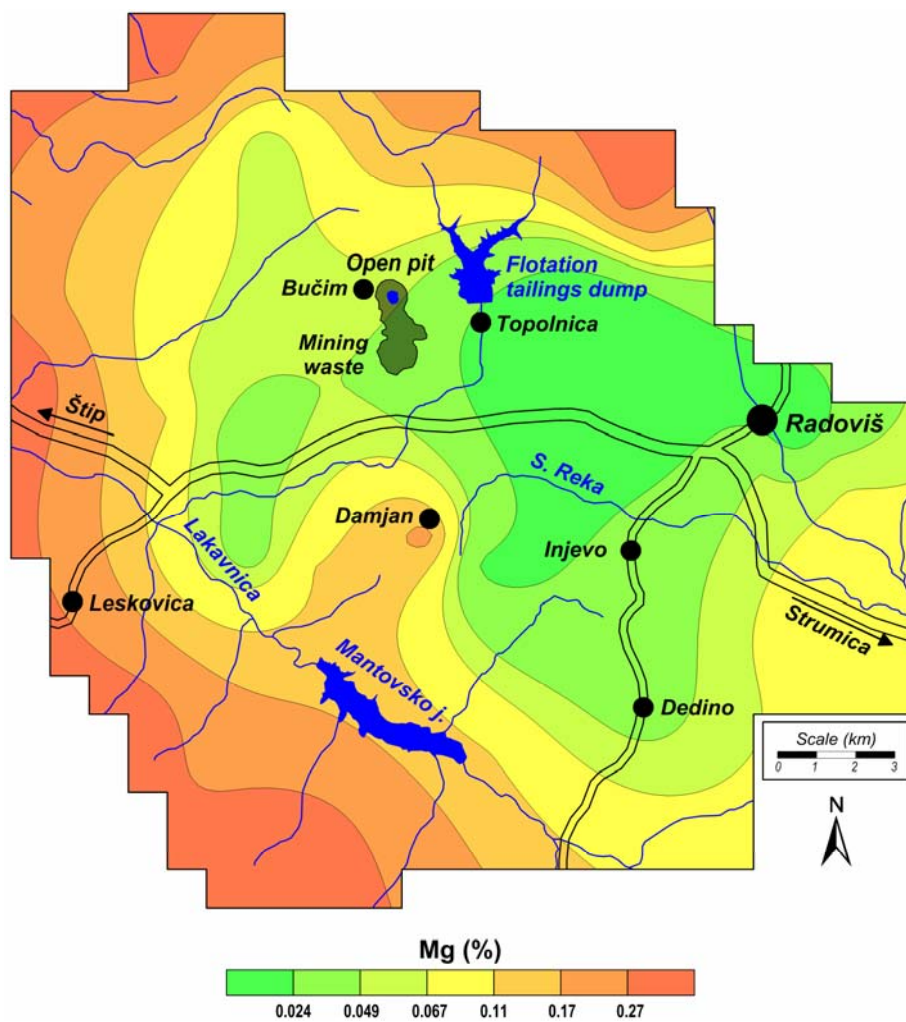 Open pit
Bučim
Flotation
tailings dump
Topolnica
Mining
waste
Štip
Radoviš
S. Reka
Damjan
Injevo
Lakavnica
Leskovica
Strumica
Mantovsko j.
Dedino
Scale (km)
0 1 2 3
N
Mg (%)
0.024 0.049 0.067 0.11 0.17 0.27